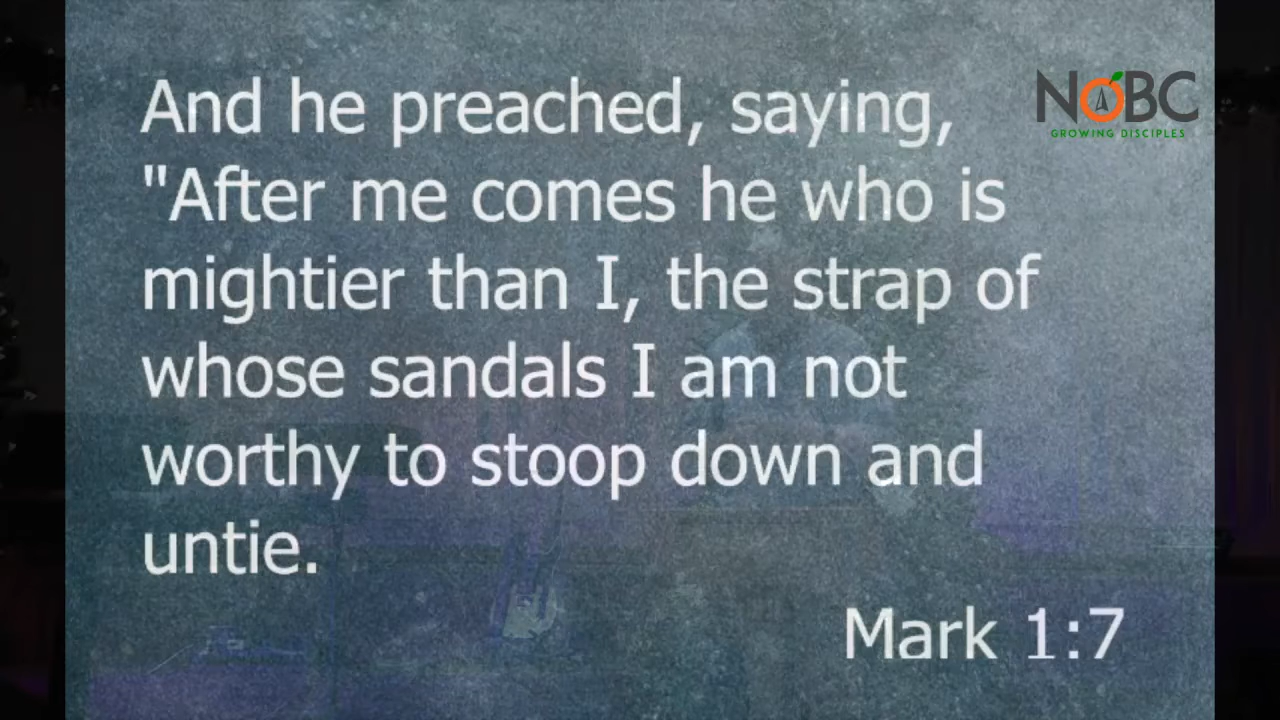 And he preached, saying,
"After me comes he who is
mightier than I, the strap of
whose sandals I am not
worthy to stoop down and
untie.
Mark 1:7
NOBC
GROWING DISCIPLES